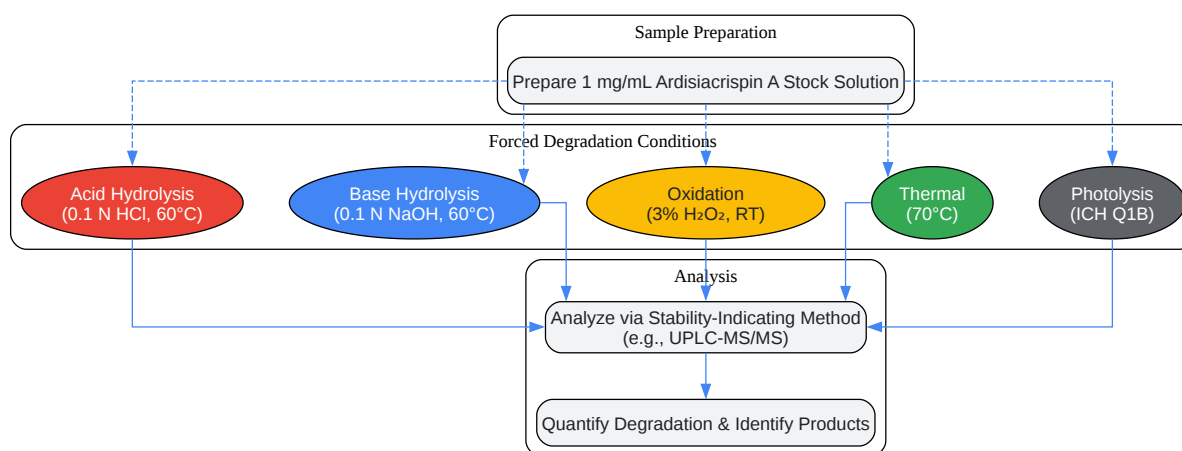 Sample Preparation
Prepare 1 mg/mL Ardisiacrispin A Stock Solution
Forced Degradation Conditions
Acid Hydrolysis
(0.1 N HCl, 60°C)
Base Hydrolysis
(0.1 N NaOH, 60°C)
Oxidation
(3% H₂O₂, RT)
Thermal
(70°C)
Photolysis
(ICH Q1B)
Analysis
Analyze via Stability-Indicating Method
(e.g., UPLC-MS/MS)
Quantify Degradation & Identify Products